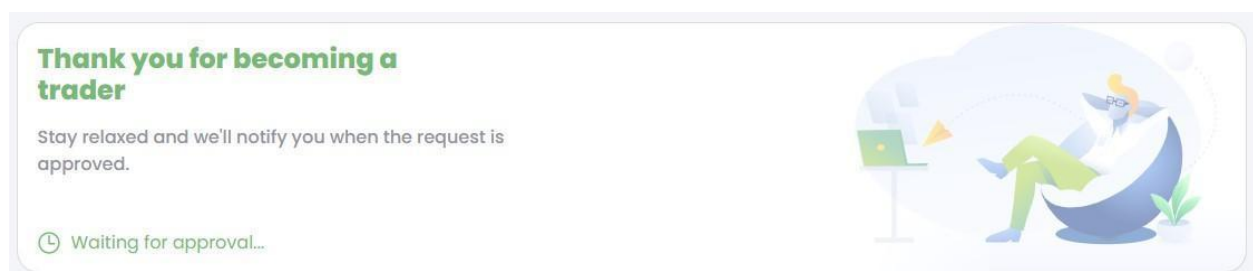 Thank you for becoming a
trader
Stay relaxed and we'll notify you when the request is
approved.
Waiting for approval...